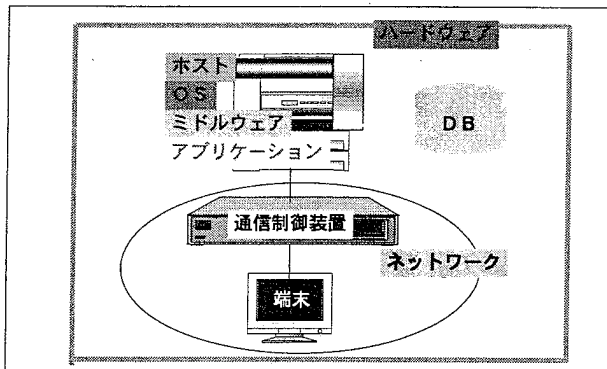 ハードウェア
ホスト
OS
ミドルウェア
アプリケーション
DB
通信制御装置
ネットワーク
端末